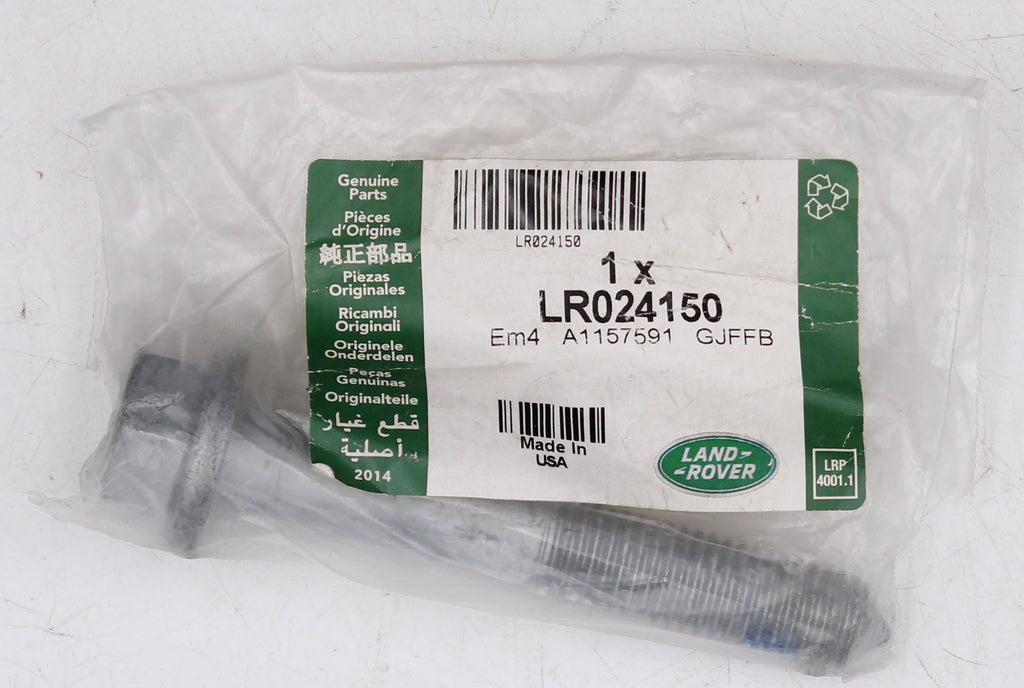 Genuine
Parts
Pièces
d'Origine
純正部品
Piezas
Originales
Ricambi
Originali
Originele
Onderdelen
Peças
Genuinas
Originalteile
قطع غيار
أصلية
2014
LR024150
1 x
LR024150
Em4 A1157591 GJFFB
Made In
USA
LAND-
-ROVER
LRP
4001.1